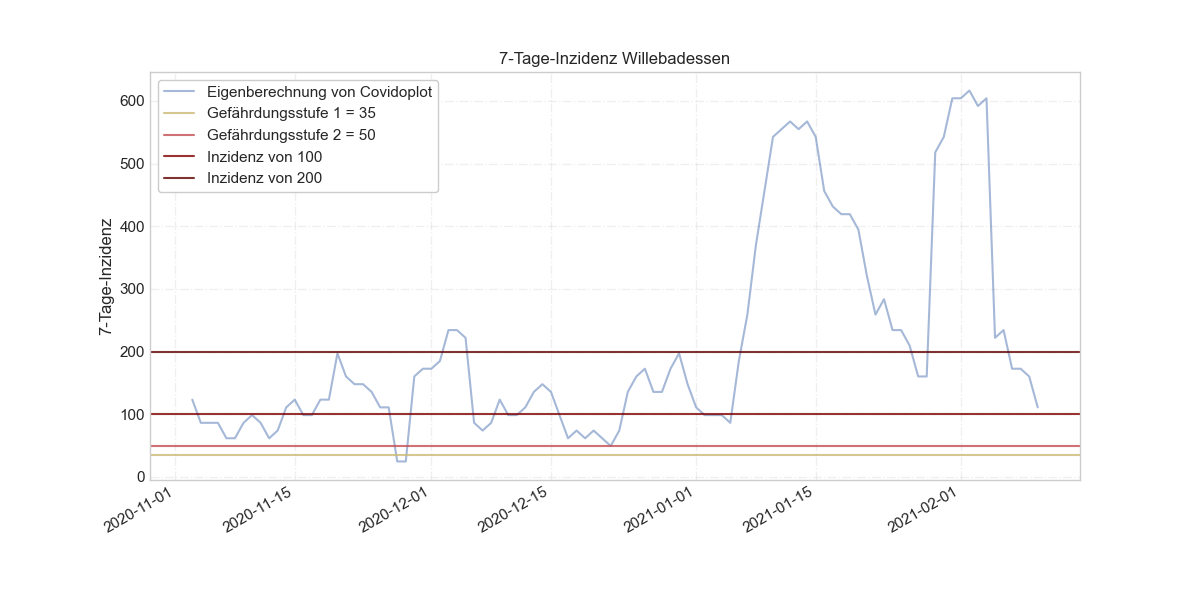 7-Tage-Inzidenz Willebadessen
Eigenberechnung von Covidoplot
Gefährdungsstufe 1 = 35
Gefährdungsstufe 2 = 50
Inzidenz von 100
Inzidenz von 200
7-Tage-Inzidenz
600
500
400
300
200
100
0
2020-11-01
2020-11-15
2020-12-01
2020-12-15
2021-01-01
2021-01-15
2021-02-01